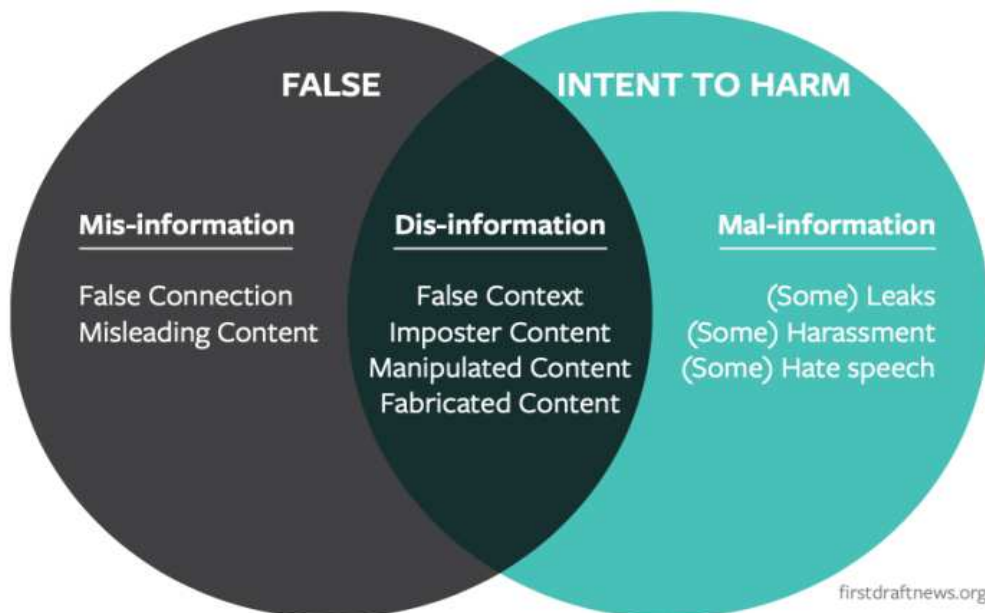 FALSE
INTENT TO HARM
Mis-information
False Connection
Misleading Content
Dis-information
False Context
Imposter Content
Manipulated Content
Fabricated Content
Mal-information
(Some) Leaks
(Some) Harassment
(Some) Hate speech
firstdraftnews.org